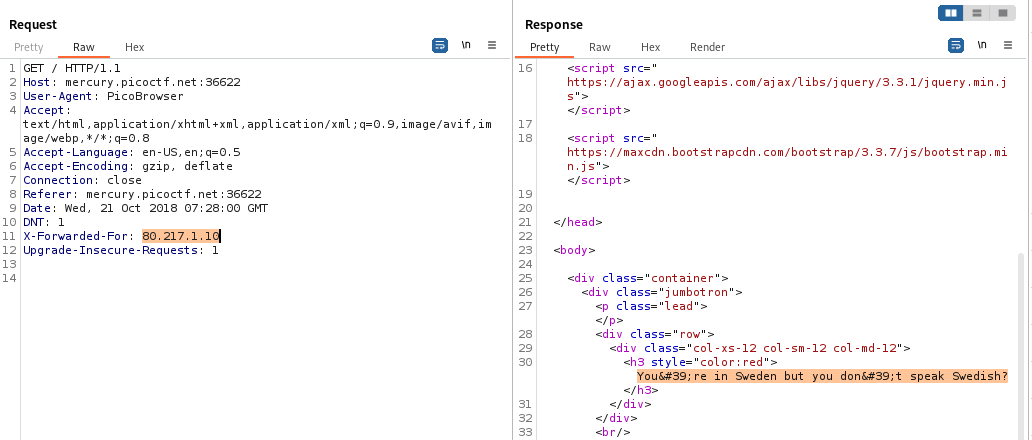 Request
Pretty Raw Hex \n
1 GET / HTTP/1.1
2 Host: mercury.picoctf.net:36622
3 User-Agent: PicoBrowser
4 Accept:
text/html,application/xhtml+xml,application/xml;q=0.9,image/avif,im
age/webp,*/*;q=0.8
5 Accept-Language: en-US,en;q=0.5
6 Accept-Encoding: gzip, deflate
7 Connection: close
8 Referer: mercury.picoctf.net:36622
9 Date: Wed, 21 Oct 2018 07:28:00 GMT
10 DNT: 1
11 X-Forwarded-For: 80.217.1.10
12 Upgrade-Insecure-Requests: 1
13
14
Response
Pretty Raw Hex Render \n
16 <script src="
https://ajax.googleapis.com/ajax/libs/jquery/3.3.1/jquery.min.j
s">
</script>
17
18 <script src="
https://maxcdn.bootstrapcdn.com/bootstrap/3.3.7/js/bootstrap.mi
n.js">
</script>
19
20
21 </head>
22
23 <body>
24
25 <div class="container">
26 <div class="jumbotron">
27 <p class="lead">
</p>
28 <div class="row">
29 <div class="col-xs-12 col-sm-12 col-md-12">
30 <h3 style="color:red">
You&#39;re in Sweden but you don&#39;t speak Swedish?
</h3>
31 </div>
32 </div>
33 <br/>